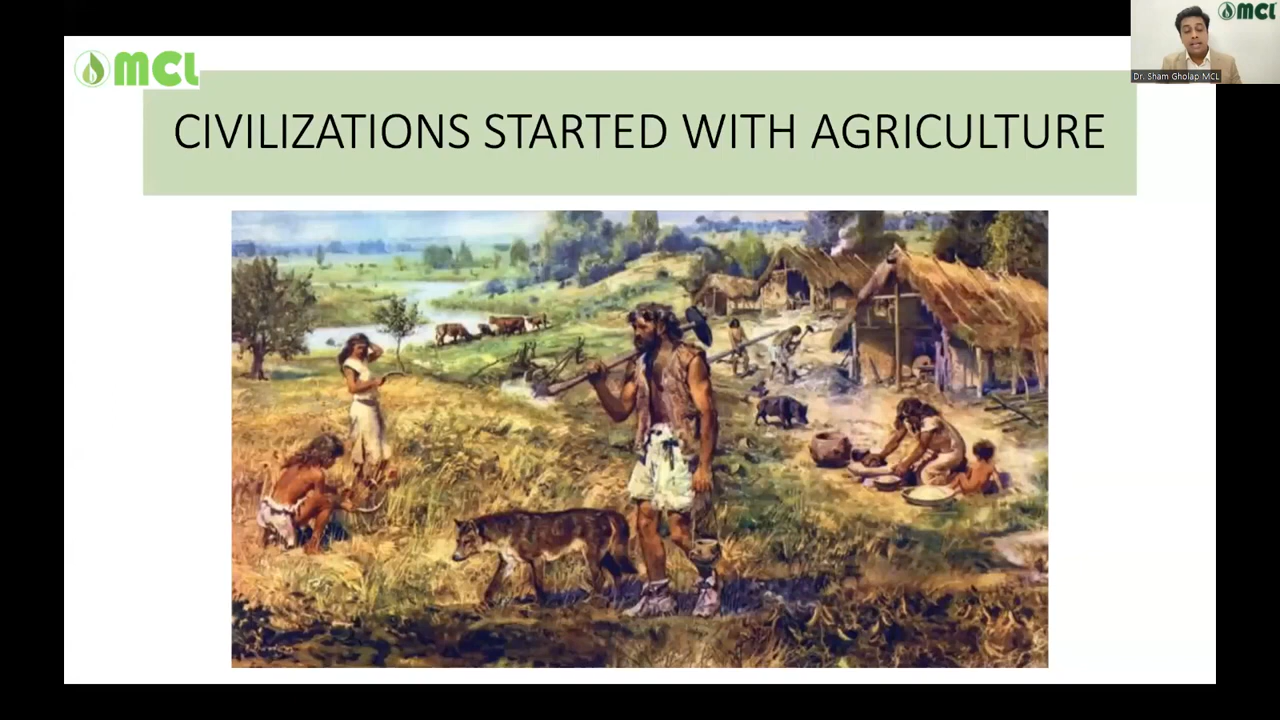 MCL
MCL
CIVILIZATIONS STARTED WITH AGRICULTURE
Dr. Sham Gholap MCL